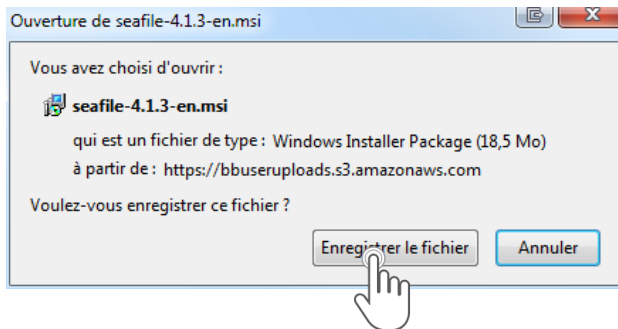 Ouverture de seafile-4.1.3-en.msi
Vous avez choisi d'ouvrir :
seafile-4.1.3-en.msi
qui est un fichier de type : Windows Installer Package (18,5 Mo)
à partir de : https://bbuseruploads.s3.amazonaws.com
Voulez-vous enregistrer ce fichier ?
Enregistrer le fichier Annuler